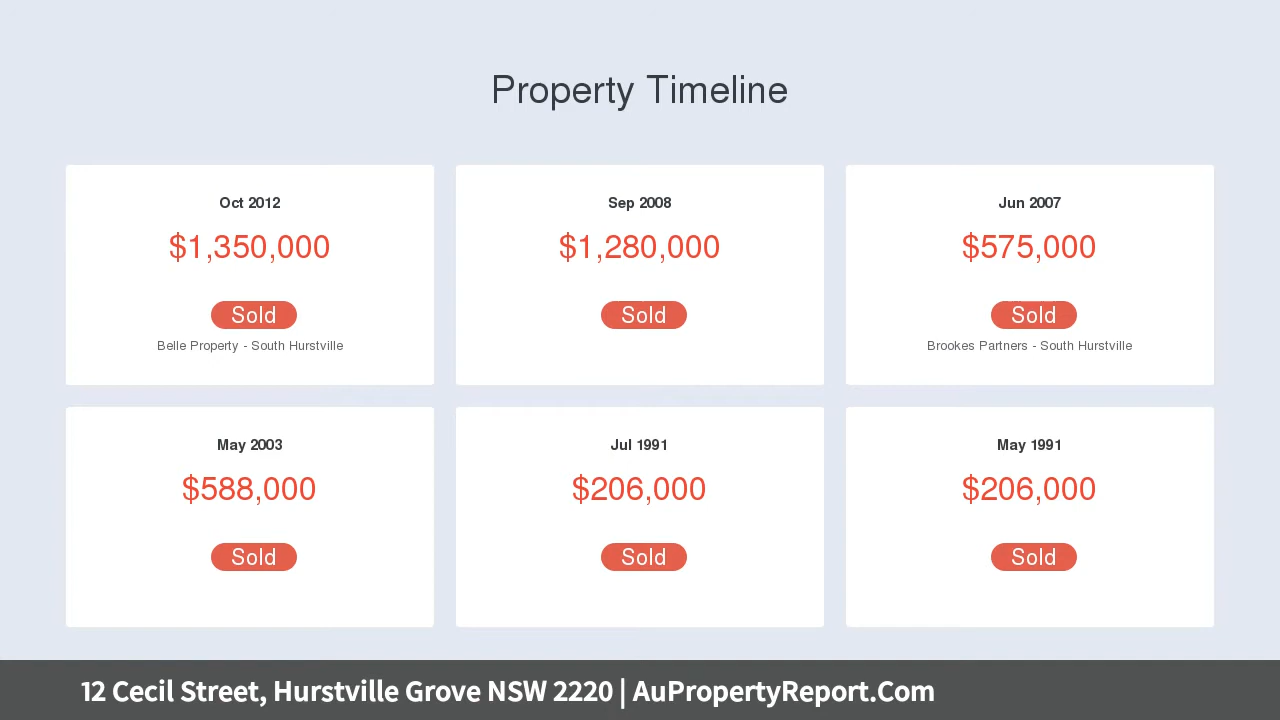 Property Timeline
Oct 2012
$1,350,000
Sold
Belle Property - South Hurstville
Sep 2008
$1,280,000
Sold
Jun 2007
$575,000
Sold
Brookes Partners - South Hurstville
May 2003
$588,000
Sold
Jul 1991
$206,000
Sold
May 1991
$206,000
Sold
12 Cecil Street, Hurstville Grove NSW 2220 | AuPropertyReport.Com